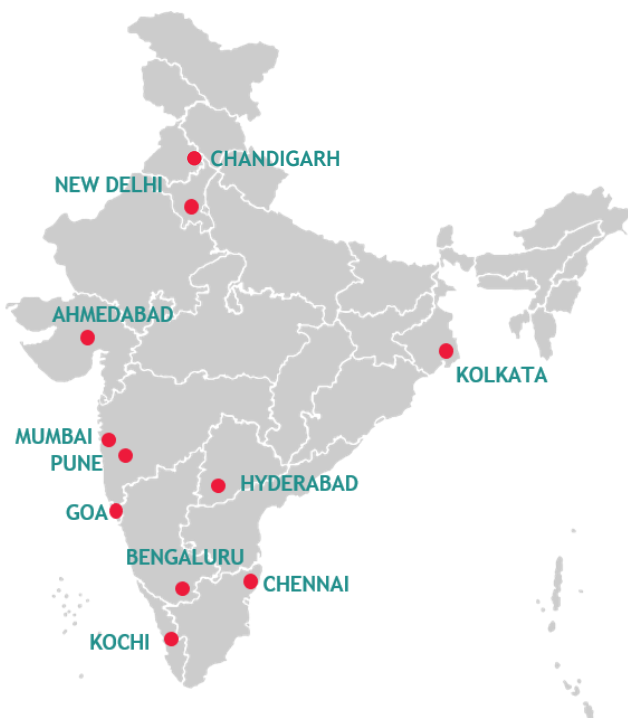 CHANDIGARH
NEW DELHI
AHMEDABAD
KOLKATA
MUMBAI
PUNE
HYDERABAD
GOA
BENGALURU
CHENNAI
KOCHI